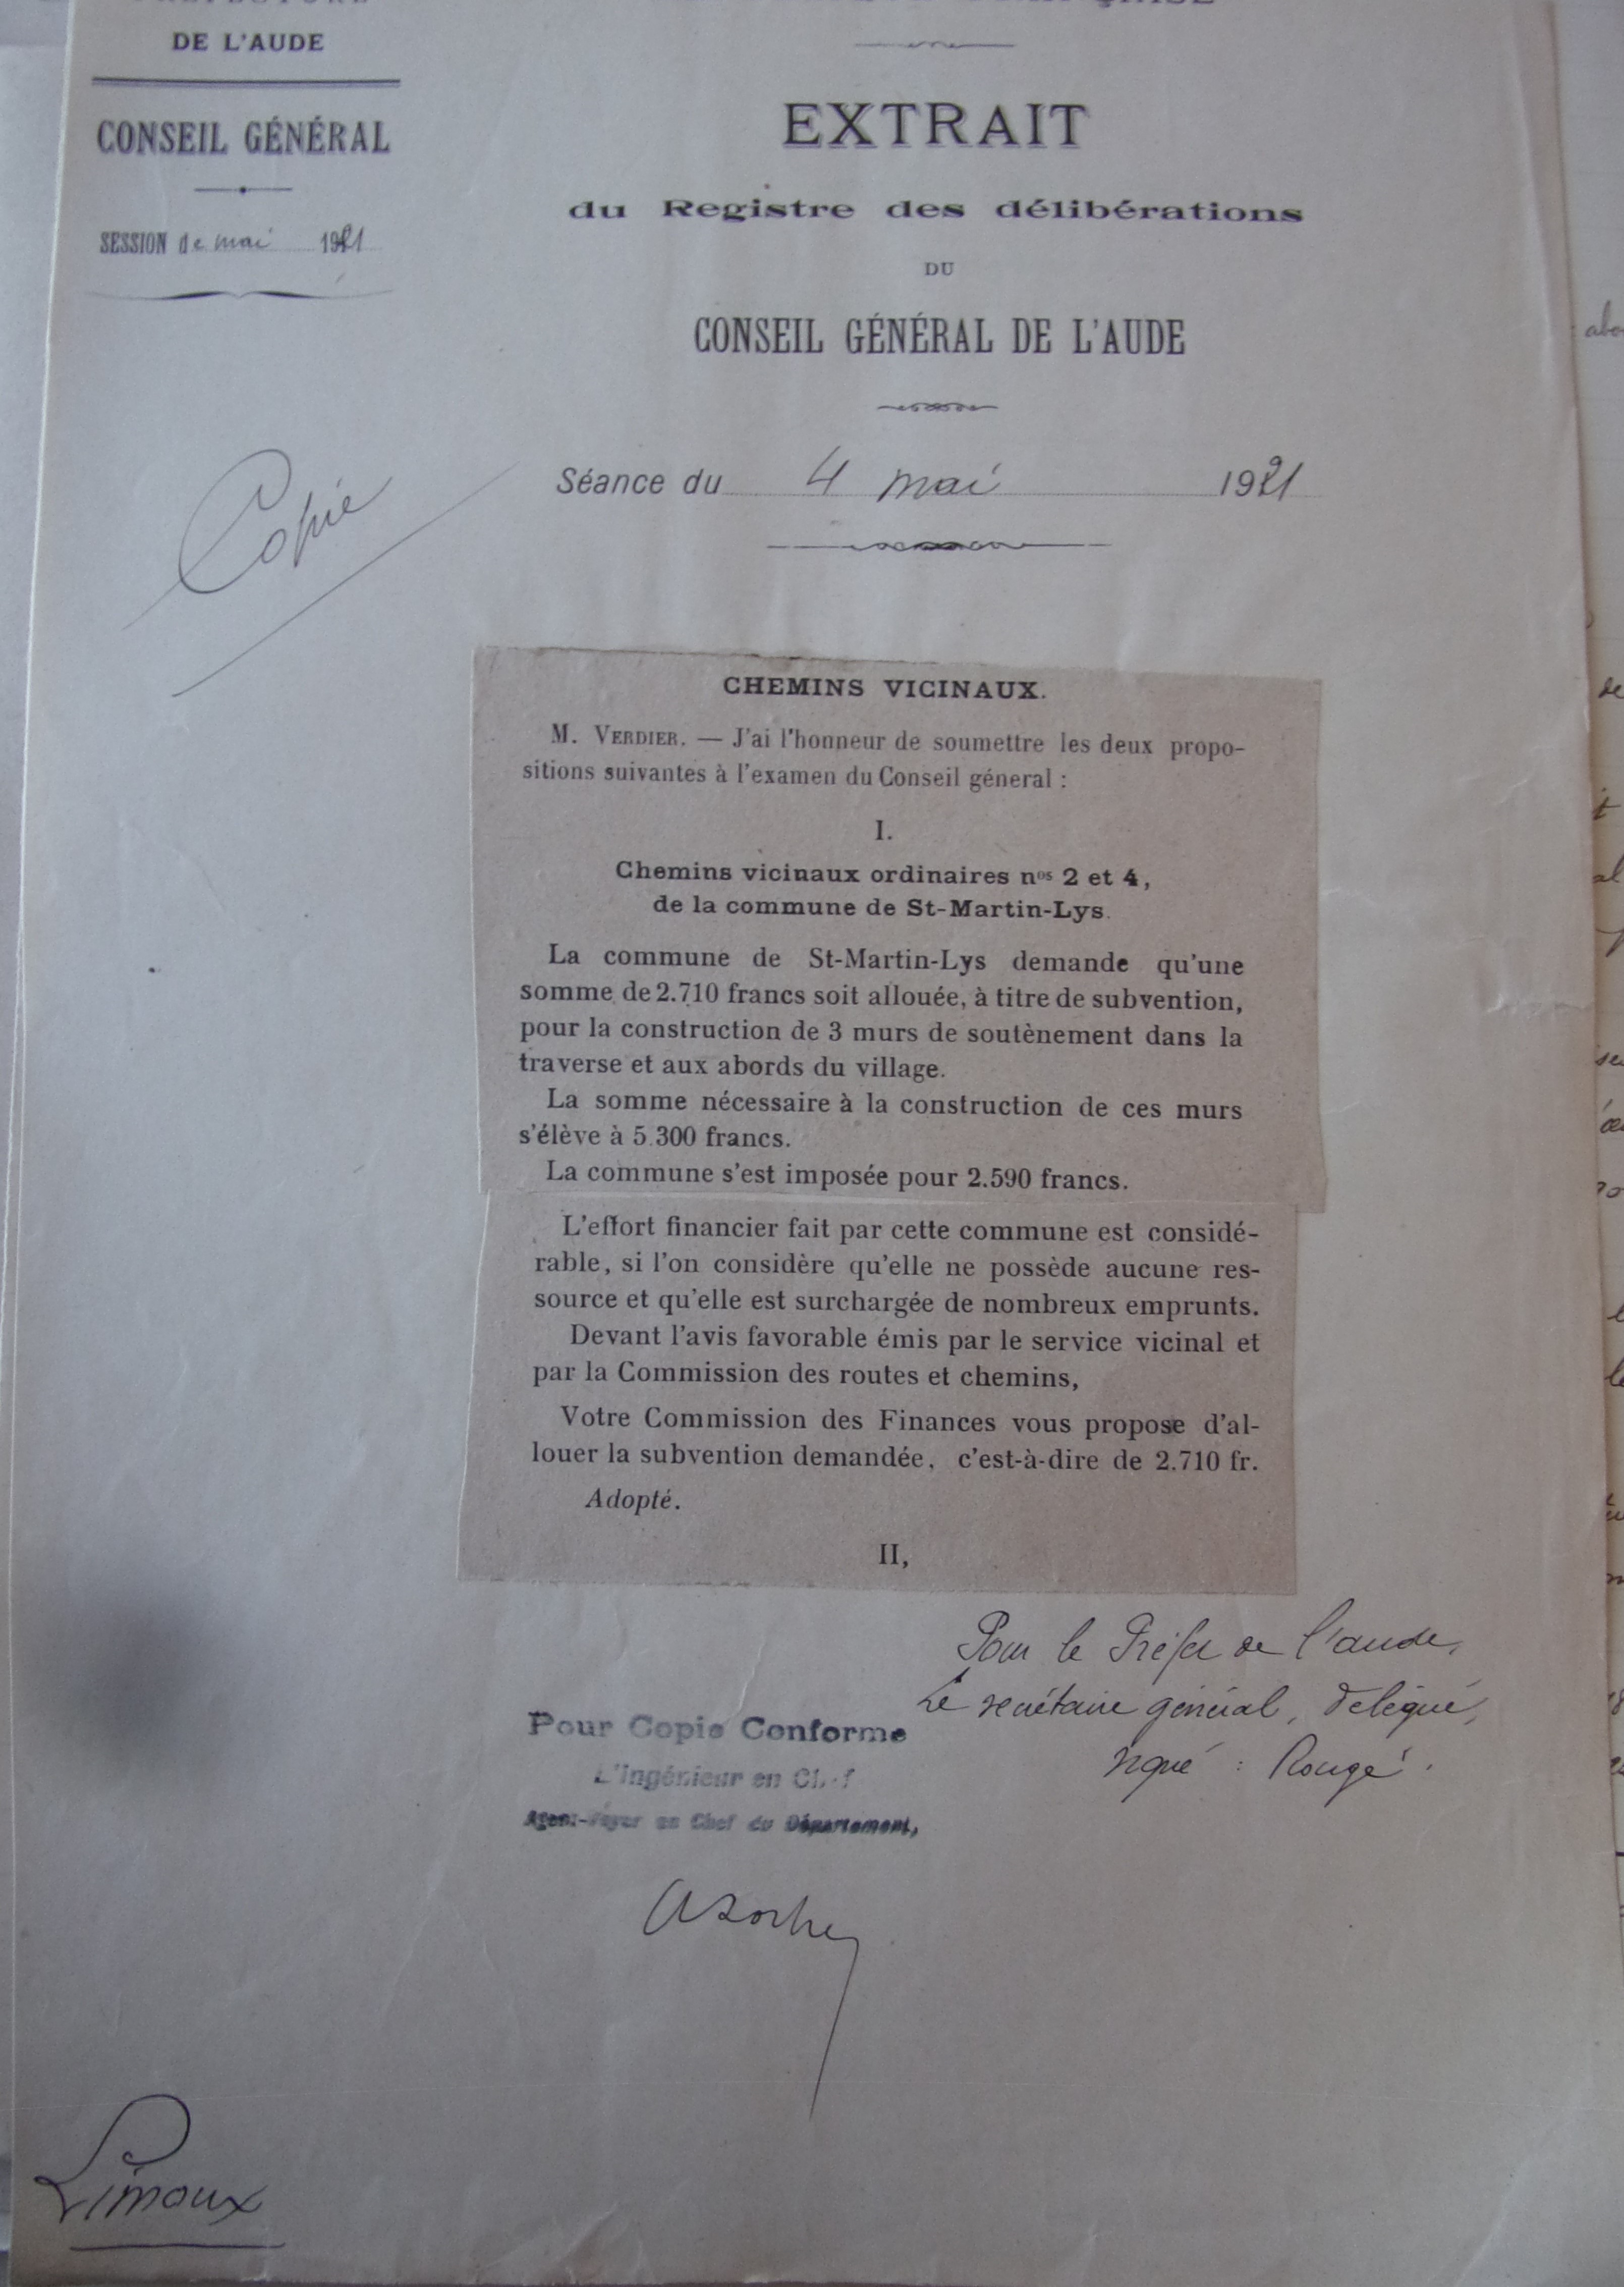 DE L'AUDE
CONSEIL GÉNÉRAL
SESSION de mai 1921
EXTRAIT
du Registre des délibérations
DU
CONSEIL GÉNÉRAL DE L'AUDE
Séance du 4 mai 1921
Copie
CHEMINS VICINAUX.
M. VERDIER. — J'ai l'honneur de soumettre les deux propo-
sitions suivantes à l'examen du Conseil géneral :
I.
Chemins vicinaux ordinaires nos 2 et 4,
de la commune de St-Martin-Lys.
La commune de St-Martin-Lys demande qu'une
somme de 2.710 francs soit allouée, à titre de subvention,
pour la construction de 3 murs de soutènement dans la
traverse et aux abords du village.
La somme nécessaire à la construction de ces murs
s'élève à 5.300 francs.
La commune s'est imposée pour 2.590 francs.
L'effort financier fait par cette commune est considé-
rable, si l'on considère qu'elle ne possède aucune res-
source et qu'elle est surchargée de nombreux emprunts.
Devant l'avis favorable émis par le service vicinal et
par la Commission des routes et chemins,
Votre Commission des Finances vous propose d'al-
louer la subvention demandée, c'est-à-dire de 2.710 fr.
Adopté.
II,
Pour le Préfet de l'aude,
Le secrétaire général, délégué,
signé : Rougé.
Pour Copie Conforme
L'Ingénieur en Chef
Agent-Voyer en Chef du Département,
Limoux